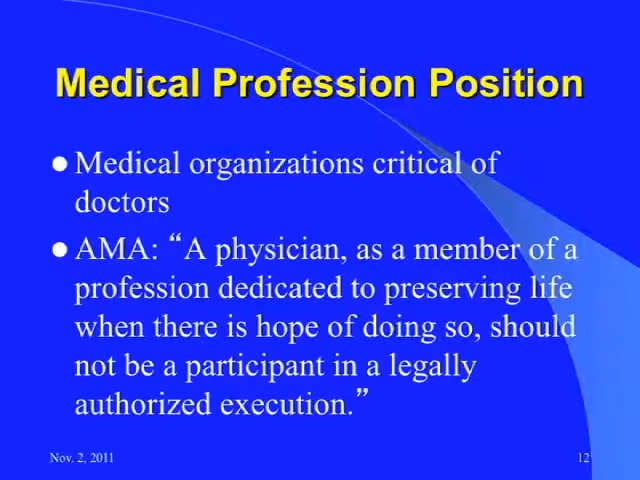 Medical Profession Position
● Medical organizations critical of
doctors
● AMA: “A physician, as a member of a
profession dedicated to preserving life
when there is hope of doing so, should
not be a participant in a legally
authorized execution.”
Nov. 2, 2011
12